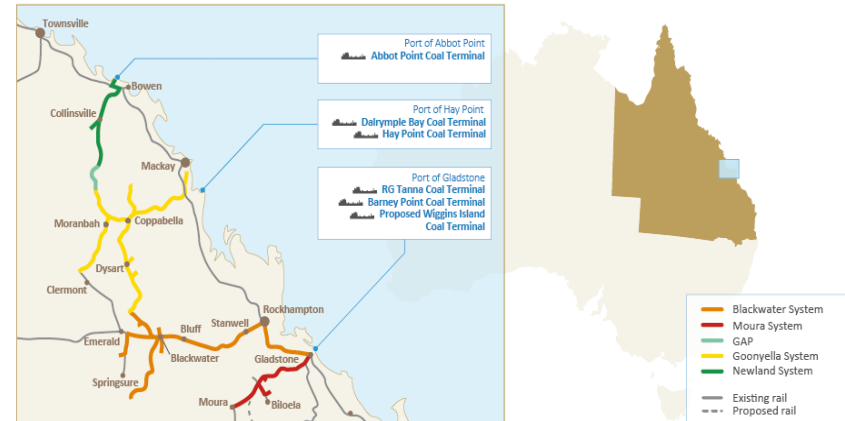 Townsville
Port of Abbot Point
Abbot Point Coal Terminal
Bowen
Collinsville
Port of Hay Point
Dalrymple Bay Coal Terminal
Hay Point Coal Terminal
Mackay
Port of Gladstone
RG Tanna Coal Terminal
Barney Point Coal Terminal
Proposed Wiggins Island
Coal Terminal
Moranbah
Coppabella
Dysart
Clermont
Rockhampton
Stanwell
Bluff
Emerald
Blackwater
Gladstone
Springsure
Moura
Biloela
Blackwater System
Moura System
GAP
Goonyella System
Newland System
Existing rail
Proposed rail